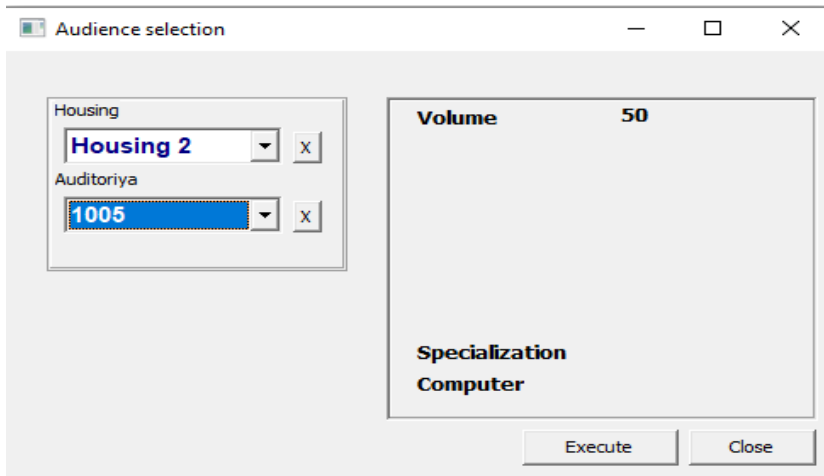 Audience selection
Housing
Housing 2
x
Auditoriya
1005
x
Volume 50
Specialization
Computer
Execute Close